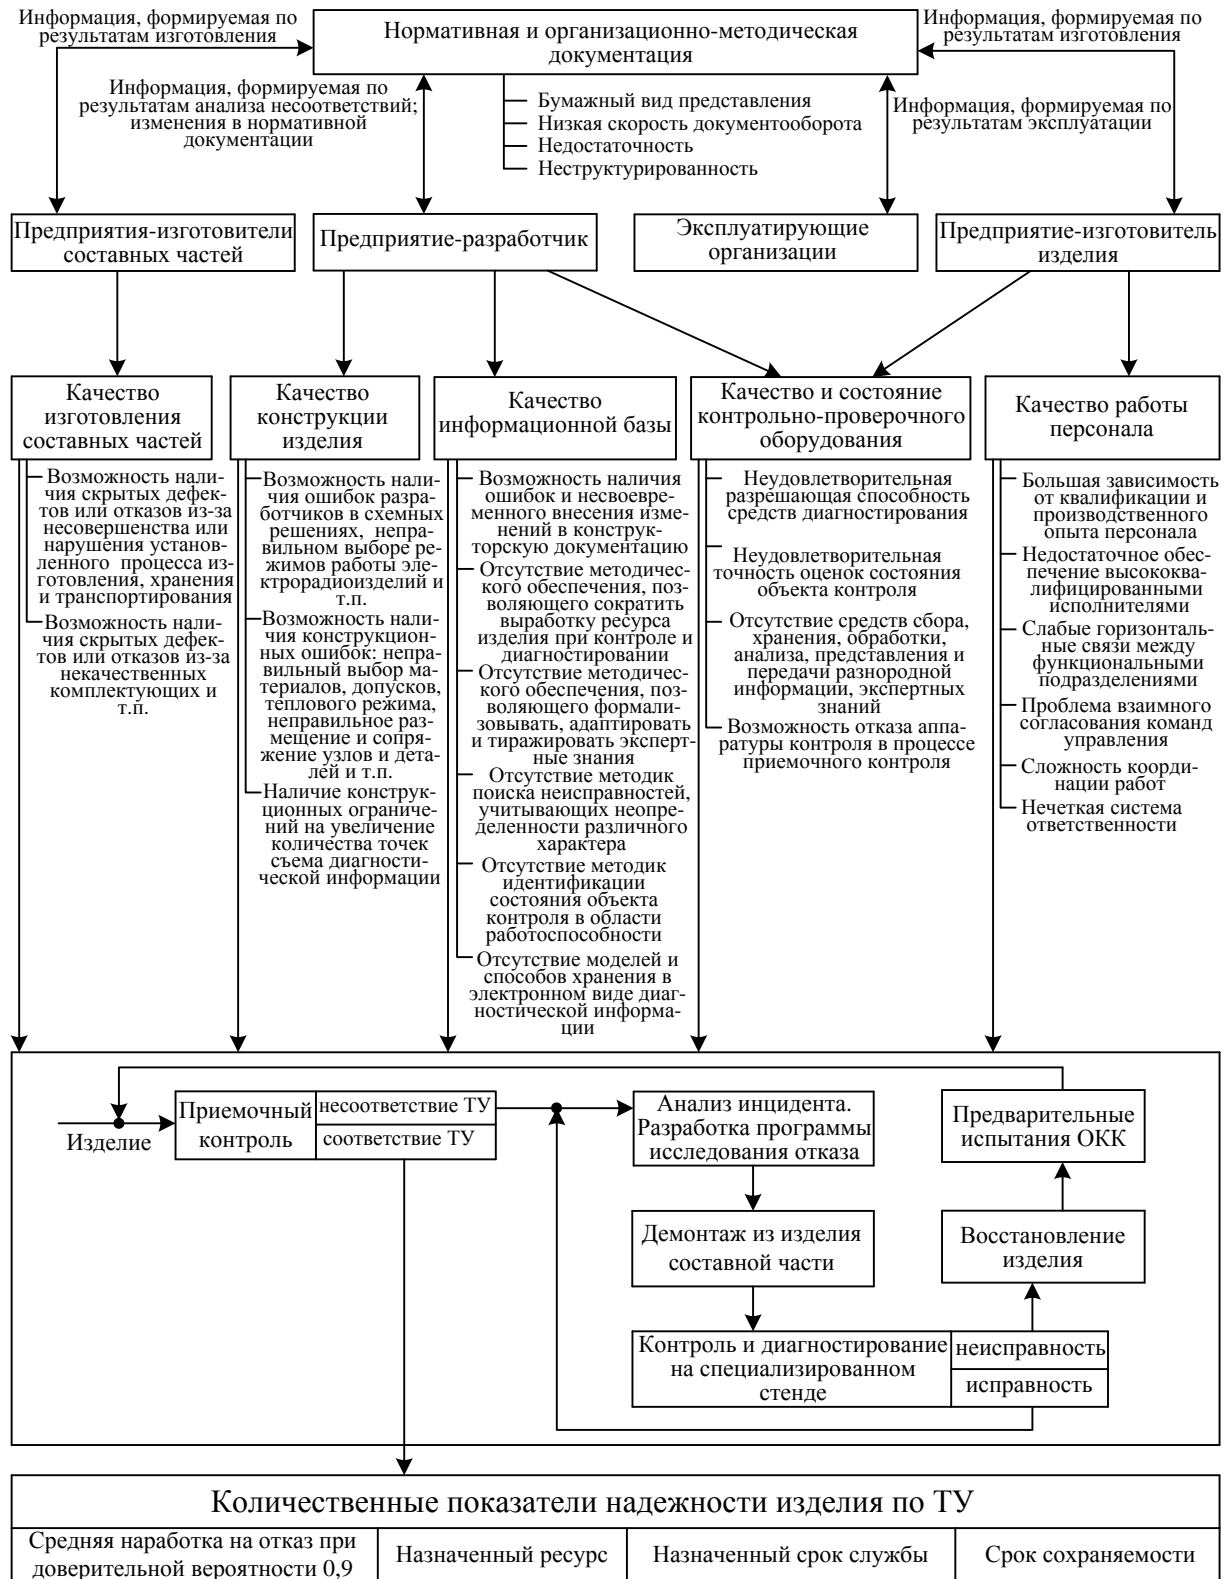 Информация, формируемая по
результатам изготовления
Нормативная и организационно-методическая
документация
Информация, формируемая по
результатам изготовления
Информация, формируемая по
результатам анализа несоответствий;
изменения в нормативной
документации
Бумажный вид представления
Низкая скорость документооборота
Недостаточность
Неструктурированность
Информация, формируемая по
результатам эксплуатации
Предприятия-изготовители
составных частей
Предприятие-разработчик
Эксплуатирующие
организации
Предприятие-изготовитель
изделия
Качество
изготовления
составных частей
Качество
конструкции
изделия
Качество
информационной базы
Качество и состояние
контрольно-проверочного
оборудования
Качество работы
персонала
Возможность нали-
чия скрытых дефек-
тов или отказов из-за
несовершенства или
нарушения установ-
ленного процесса из-
готовления, хранения
и транспортирования
Возможность нали-
чия скрытых дефек-
тов или отказов из-за
некачественных
комплектующих и
т.п.
Возможность нали-
чия ошибок разра-
ботчиков в схемных
решениях, непра-
вильном выборе ре-
жимов работы эле-
ктрорадиоизделий и
т.п.
Возможность нали-
чия конструкцион-
ных ошибок: непра-
вильный выбор ма-
териалов, допусков,
теплового режима,
неправильное раз-
мещение и сопря-
жение узлов и дета-
лей и т.п.
Наличие конструк-
ционных ограниче-
ний на увеличение
количества точек
съема диагности-
ческой информации
Возможность наличия
ошибок и несвоевре-
менного внесения изме-
нений в конструк-
торскую документацию
Отсутствие методичес-
кого обеспечения, поз-
воляющего сократить
выработку ресурса
изделия при контроле и
диагностировании
Отсутствие методичес-
кого обеспечения, поз-
воляющего формали-
зовывать, адаптировать
и тиражировать эксперт-
ные знания
Отсутствие методик
поиска неисправностей,
учитывающих неопре-
деленности различного
характера
Отсутствие методик
идентификации
состояния объекта
контроля в области
работоспособности
Отсутствие моделей и
способов хранения в
электронном виде диаг-
ностической информа-
ции
Неудовлетворительная
разрешающая способность
средств диагностирования
Неудовлетворительная
точность оценок состояния
объекта контроля
Отсутствие средств сбора,
хранения, обработки,
анализа, представления и
передачи разнородной
информации, экспертных
знаний
Возможность отказа аппа-
ратуры контроля в процессе
приемочного контроля
Большая зависимость
от квалификации и
производственного
опыта персонала
Недостаточное обес-
печение высококва-
лифицированными
исполнителями
Слабые горизонталь-
ные связи между
функциональными
подразделениями
Проблема взаимного
согласования команд
управления
Сложность коорди-
нации работ
Нечеткая система
ответственности
Изделие
Приемочный
контроль
несоответствие ТУ
соответствие ТУ
Анализ инцидента.
Разработка программы
исследования отказа
Предварительные
испытания ОКК
Демонтаж из изделия
составной части
Восстановление
изделия
Контроль и диагностирование
на специализированном
стенде
неисправность
исправность
Количественные показатели надежности изделия по ТУ
Средняя наработка на отказ при
доверительной вероятности 0,9
Назначенный ресурс
Назначенный срок службы
Срок сохраняемости